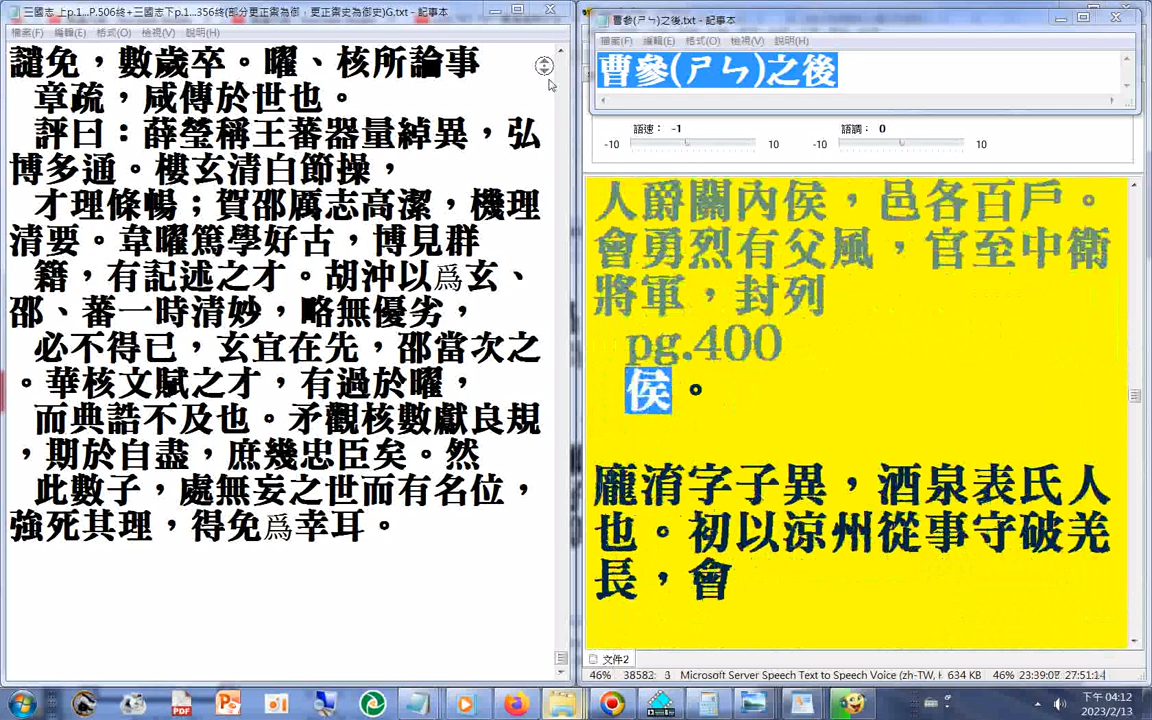 三國志 上p.1...P.506終+三國志下p.1...356終(部分更正禦為御，更正禦史為御史)G.txt - 記事本
檔案(F) 編輯(E) 格式(O) 檢視(V) 說明(H)
譴免，數歲卒。曜、核所論事
章疏，咸傳於世也。
評曰：薛瑩稱王蕃器量綽異，弘
博多通。樓玄清白節操，
才理條暢；賀邵厲志高潔，機理
清要。韋曜篤學好古，博見群
籍，有記述之才。胡沖以爲玄、
邵、蕃一時清妙，略無優劣，
必不得已，玄宜在先，邵當次之
。華核文賦之才，有過於曜，
而典誥不及也。矛觀核數獻良規
，期於自盡，庶幾忠臣矣。然
此數子，處無妄之世而有名位，
強死其理，得免爲幸耳。
曹參(ㄕㄣ)之後.txt - 記事本
檔案(F) 編輯(E) 格式(O) 檢視(V) 說明(H)
曹參(ㄕㄣ)之後
語速： -1
-10 10
語調： 0
-10 10
人爵關內侯，邑各百戶。
會勇烈有父風，官至中衛
將軍，封列
pg.400
侯。
龐淯字子異，酒泉表氏人
也。初以涼州從事守破羌
長，會
文件2
46% 38582 Microsoft Server Speech Text to Speech Voice (zh-TW, 634 KB 46% 23:39:07 27:51:14
下午 04:12
2023/2/13